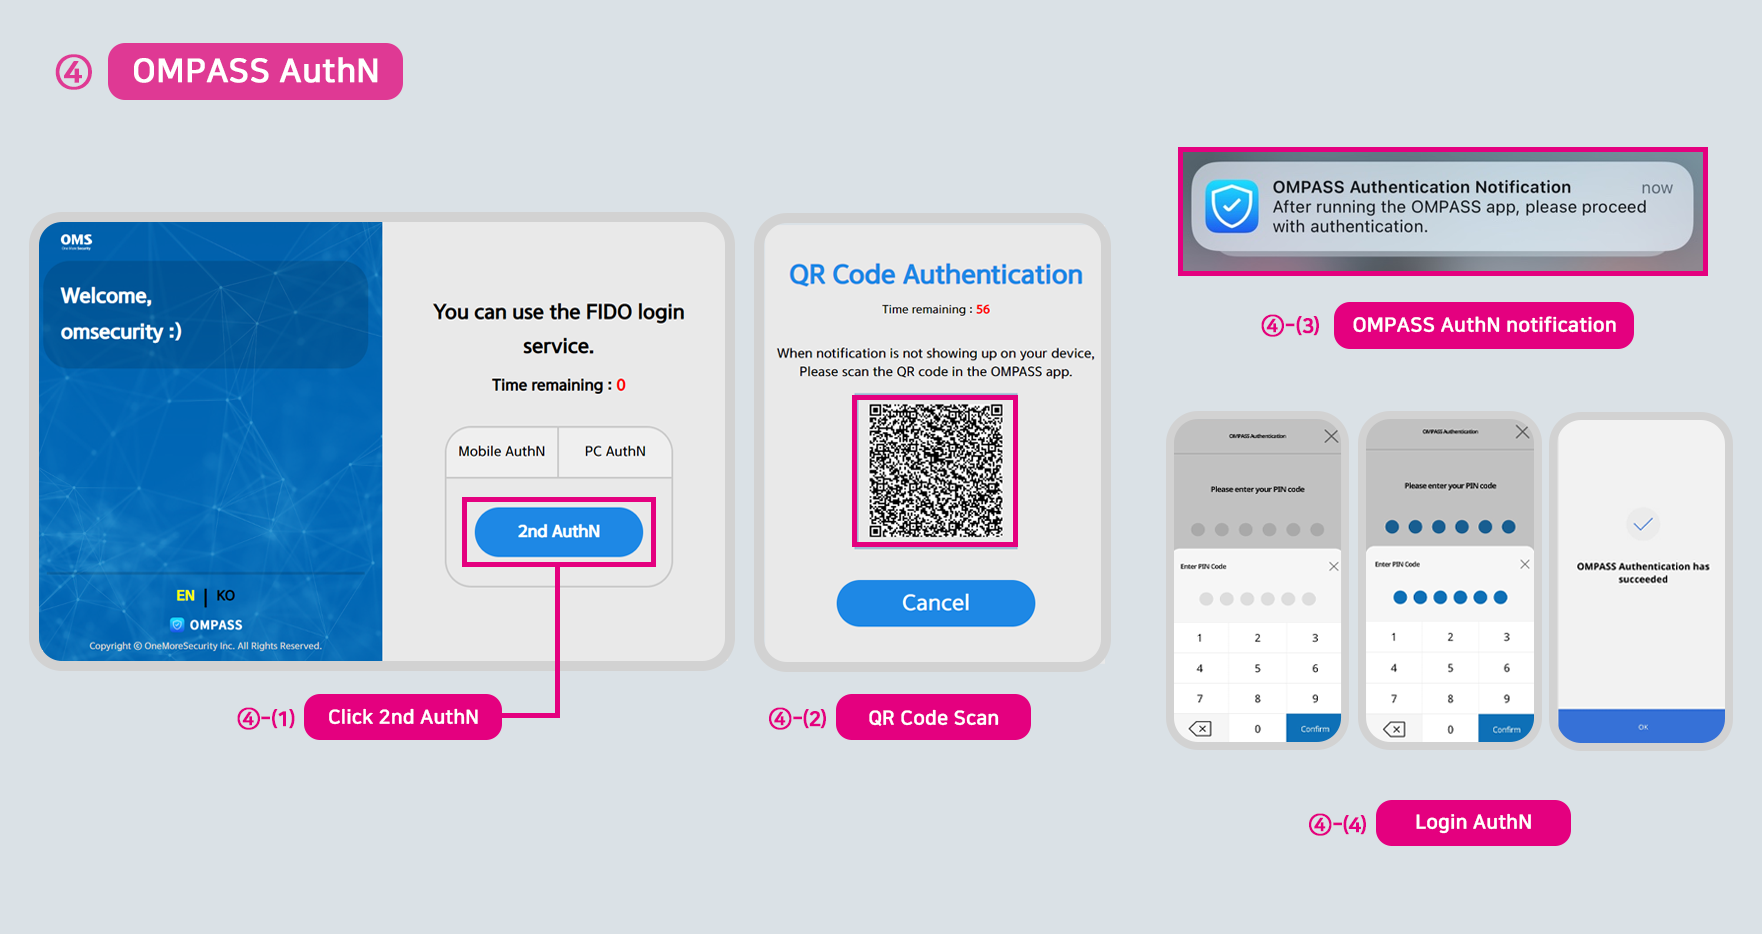 ④ OMPASS AuthN
OMS
One More Security
Welcome,
omsecurity :)
EN | KO
OMPASS
Copyright © OneMoreSecurity Inc. All Rights Reserved.
You can use the FIDO login
service.
Time remaining : 0
Mobile AuthN PC AuthN
2nd AuthN
④-(1) Click 2nd AuthN
QR Code Authentication
Time remaining : 56
When notification is not showing up on your device,
Please scan the QR code in the OMPASS app.
Cancel
④-(2) QR Code Scan
OMPASS Authentication Notification now
After running the OMPASS app, please proceed
with authentication.
④-(3) OMPASS AuthN notification
OMPASS Authentication
Please enter your PIN code
Enter PIN Code
1 2 3
4 5 6
7 8 9
0 Confirm
OMPASS Authentication
Please enter your PIN code
Enter PIN Code
1 2 3
4 5 6
7 8 9
0 Confirm
OMPASS Authentication has
succeeded
OK
④-(4) Login AuthN